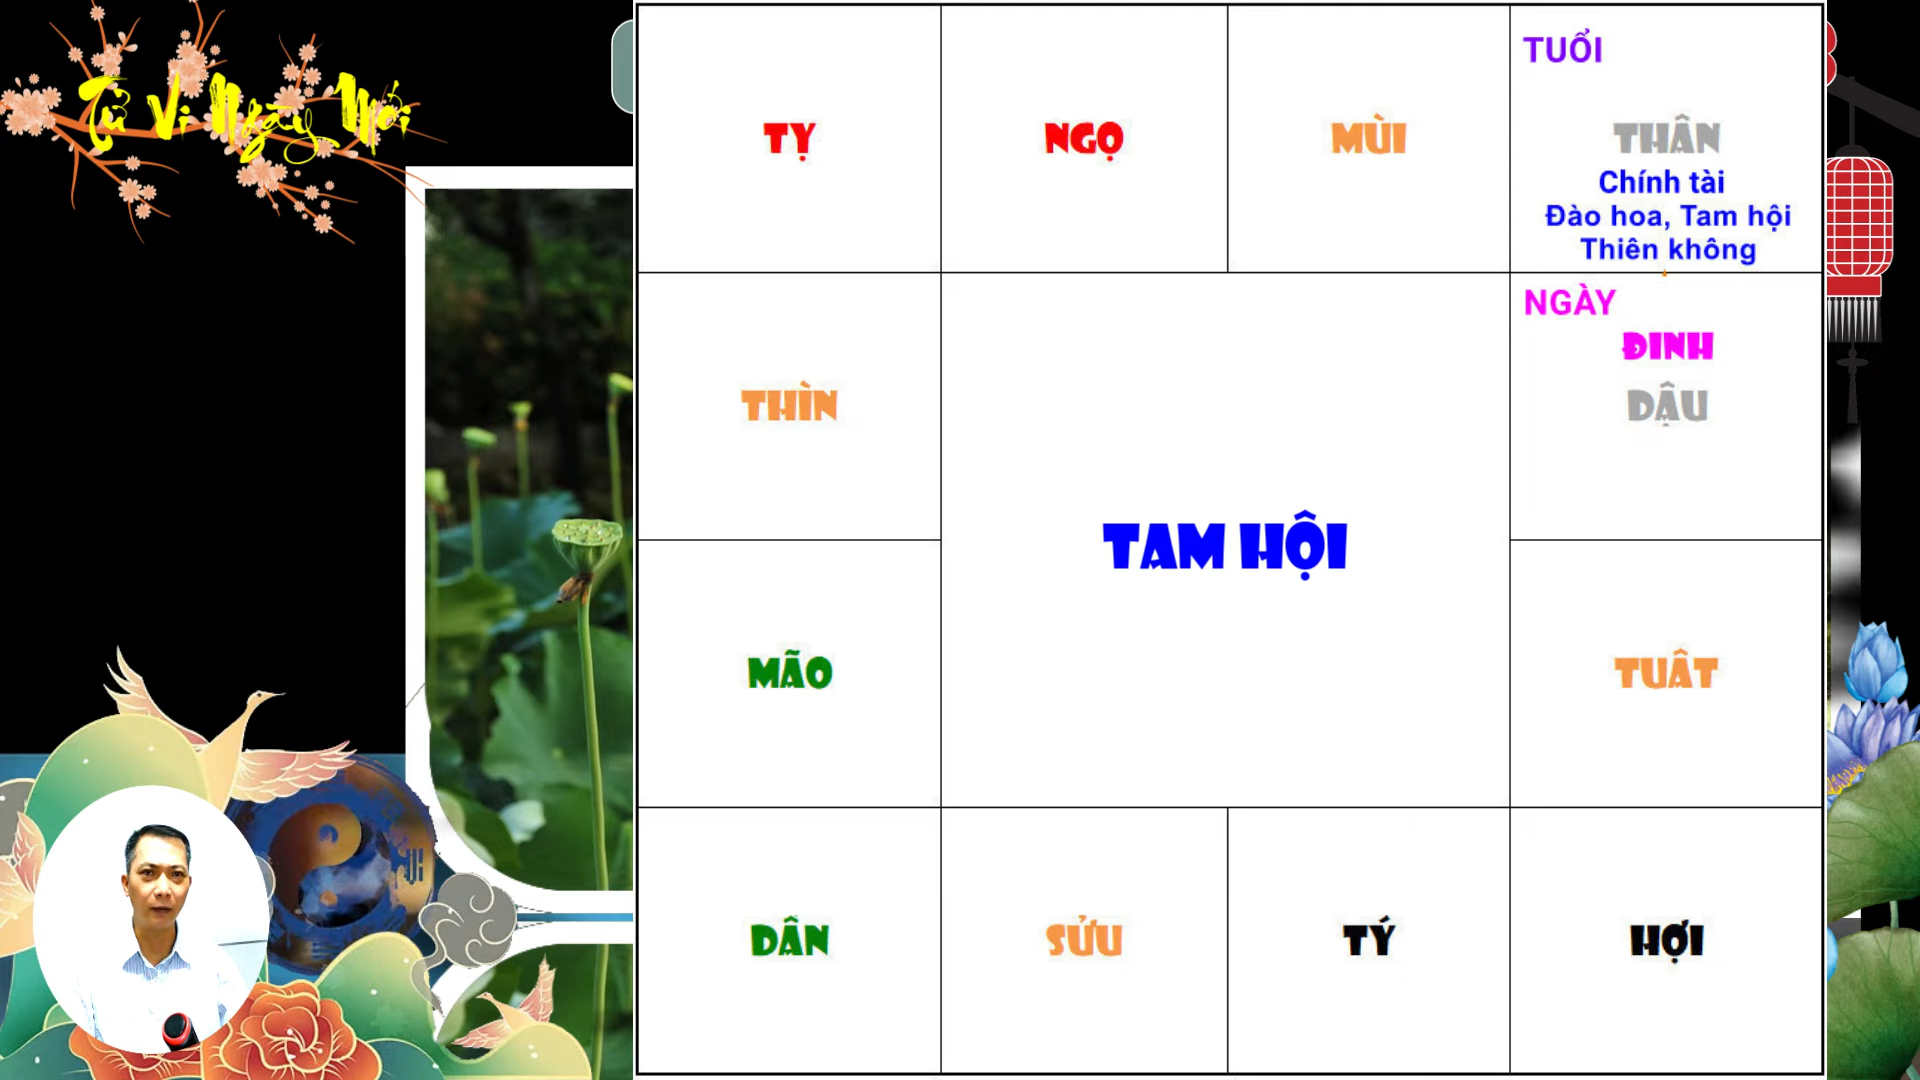 Tử Vi Ngày Mới
TUỔI
TỴ
NGỌ
MÙI
THÂN
Chính tài
Đào hoa, Tam hội
Thiên không
NGÀY
ĐINH
DẬU
THÌN
TAM HỘI
MÃO
TUẤT
DẦN
SỬU
TÝ
HỢI